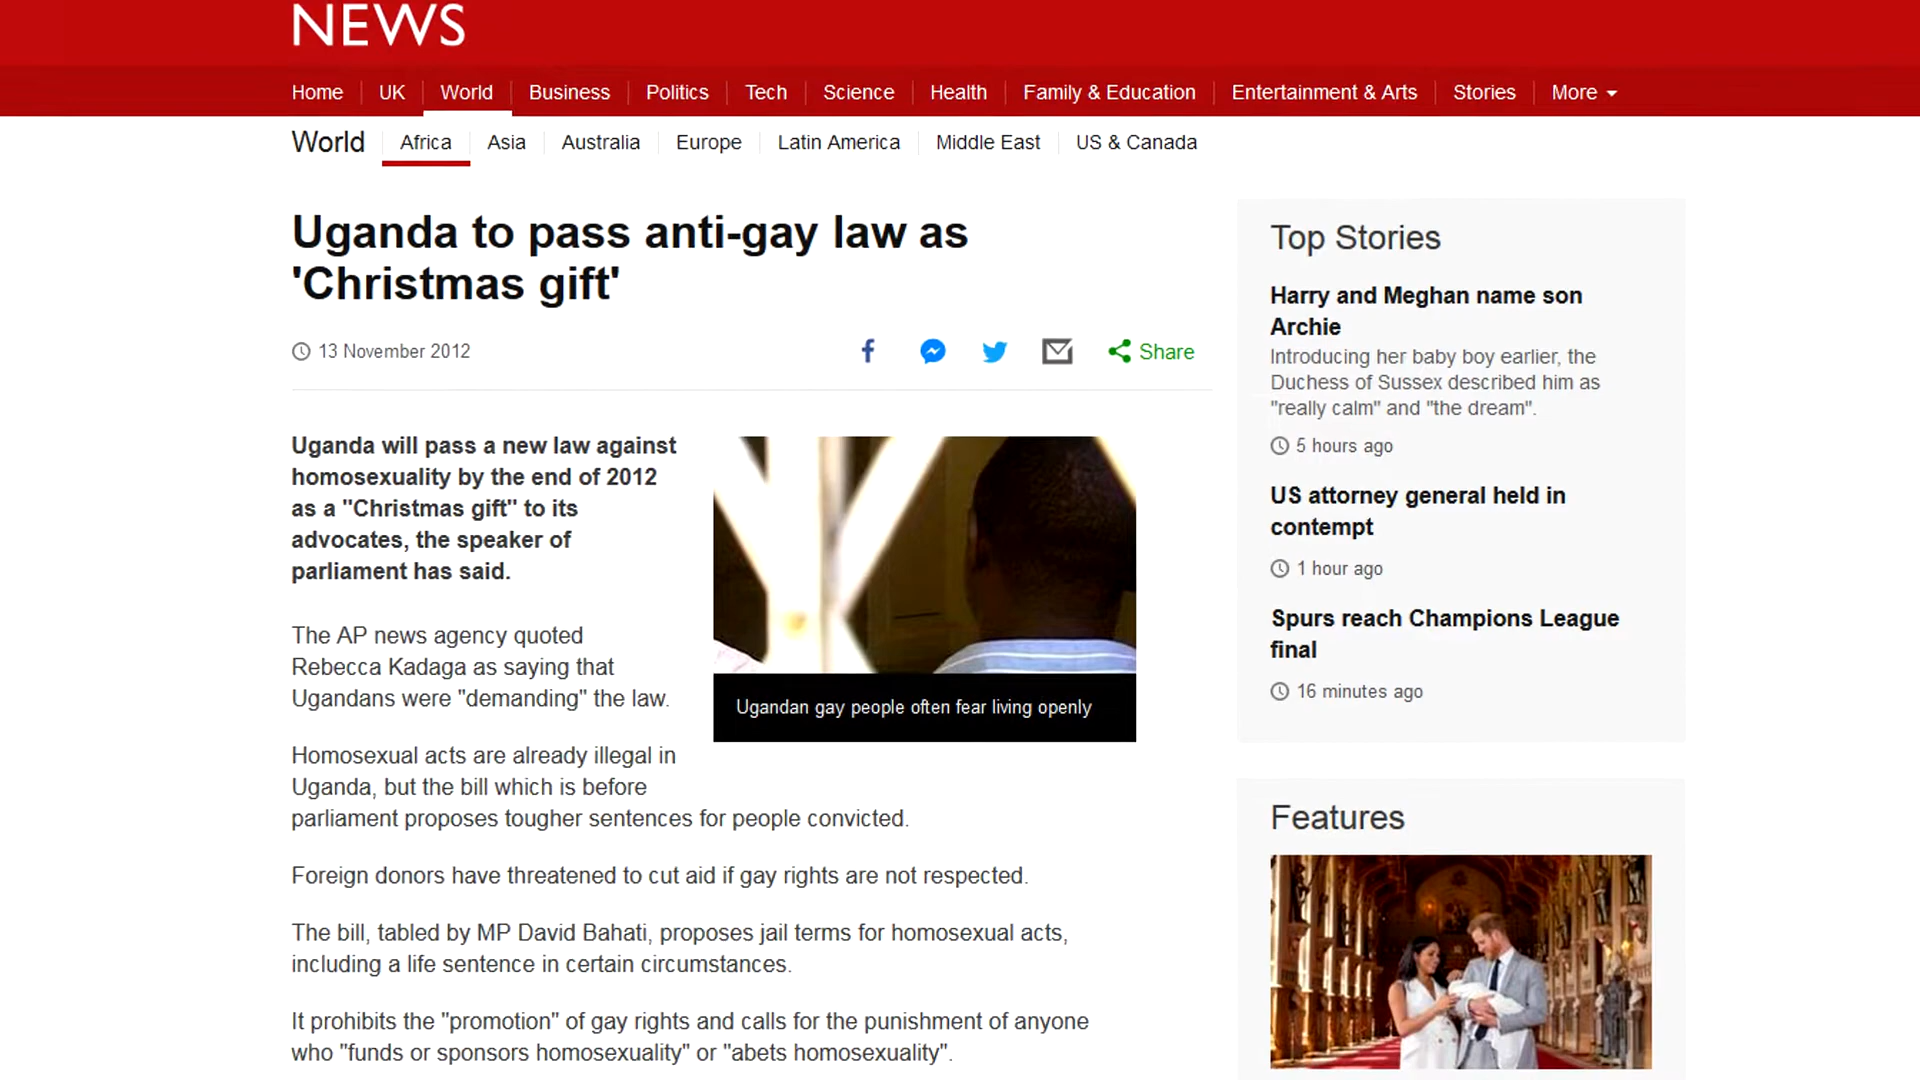 NEWS
Home UK World Business Politics Tech Science Health Family & Education Entertainment & Arts Stories More
World Africa Asia Australia Europe Latin America Middle East US & Canada
Uganda to pass anti-gay law as
'Christmas gift'
13 November 2012
Share
Uganda will pass a new law against
homosexuality by the end of 2012
as a "Christmas gift" to its
advocates, the speaker of
parliament has said.
The AP news agency quoted
Rebecca Kadaga as saying that
Ugandans were "demanding" the law.
Ugandan gay people often fear living openly
Homosexual acts are already illegal in
Uganda, but the bill which is before
parliament proposes tougher sentences for people convicted.
Foreign donors have threatened to cut aid if gay rights are not respected.
The bill, tabled by MP David Bahati, proposes jail terms for homosexual acts,
including a life sentence in certain circumstances.
It prohibits the "promotion" of gay rights and calls for the punishment of anyone
who "funds or sponsors homosexuality" or "abets homosexuality".
Top Stories
Harry and Meghan name son
Archie
Introducing her baby boy earlier, the
Duchess of Sussex described him as
"really calm" and "the dream".
5 hours ago
US attorney general held in
contempt
1 hour ago
Spurs reach Champions League
final
16 minutes ago
Features